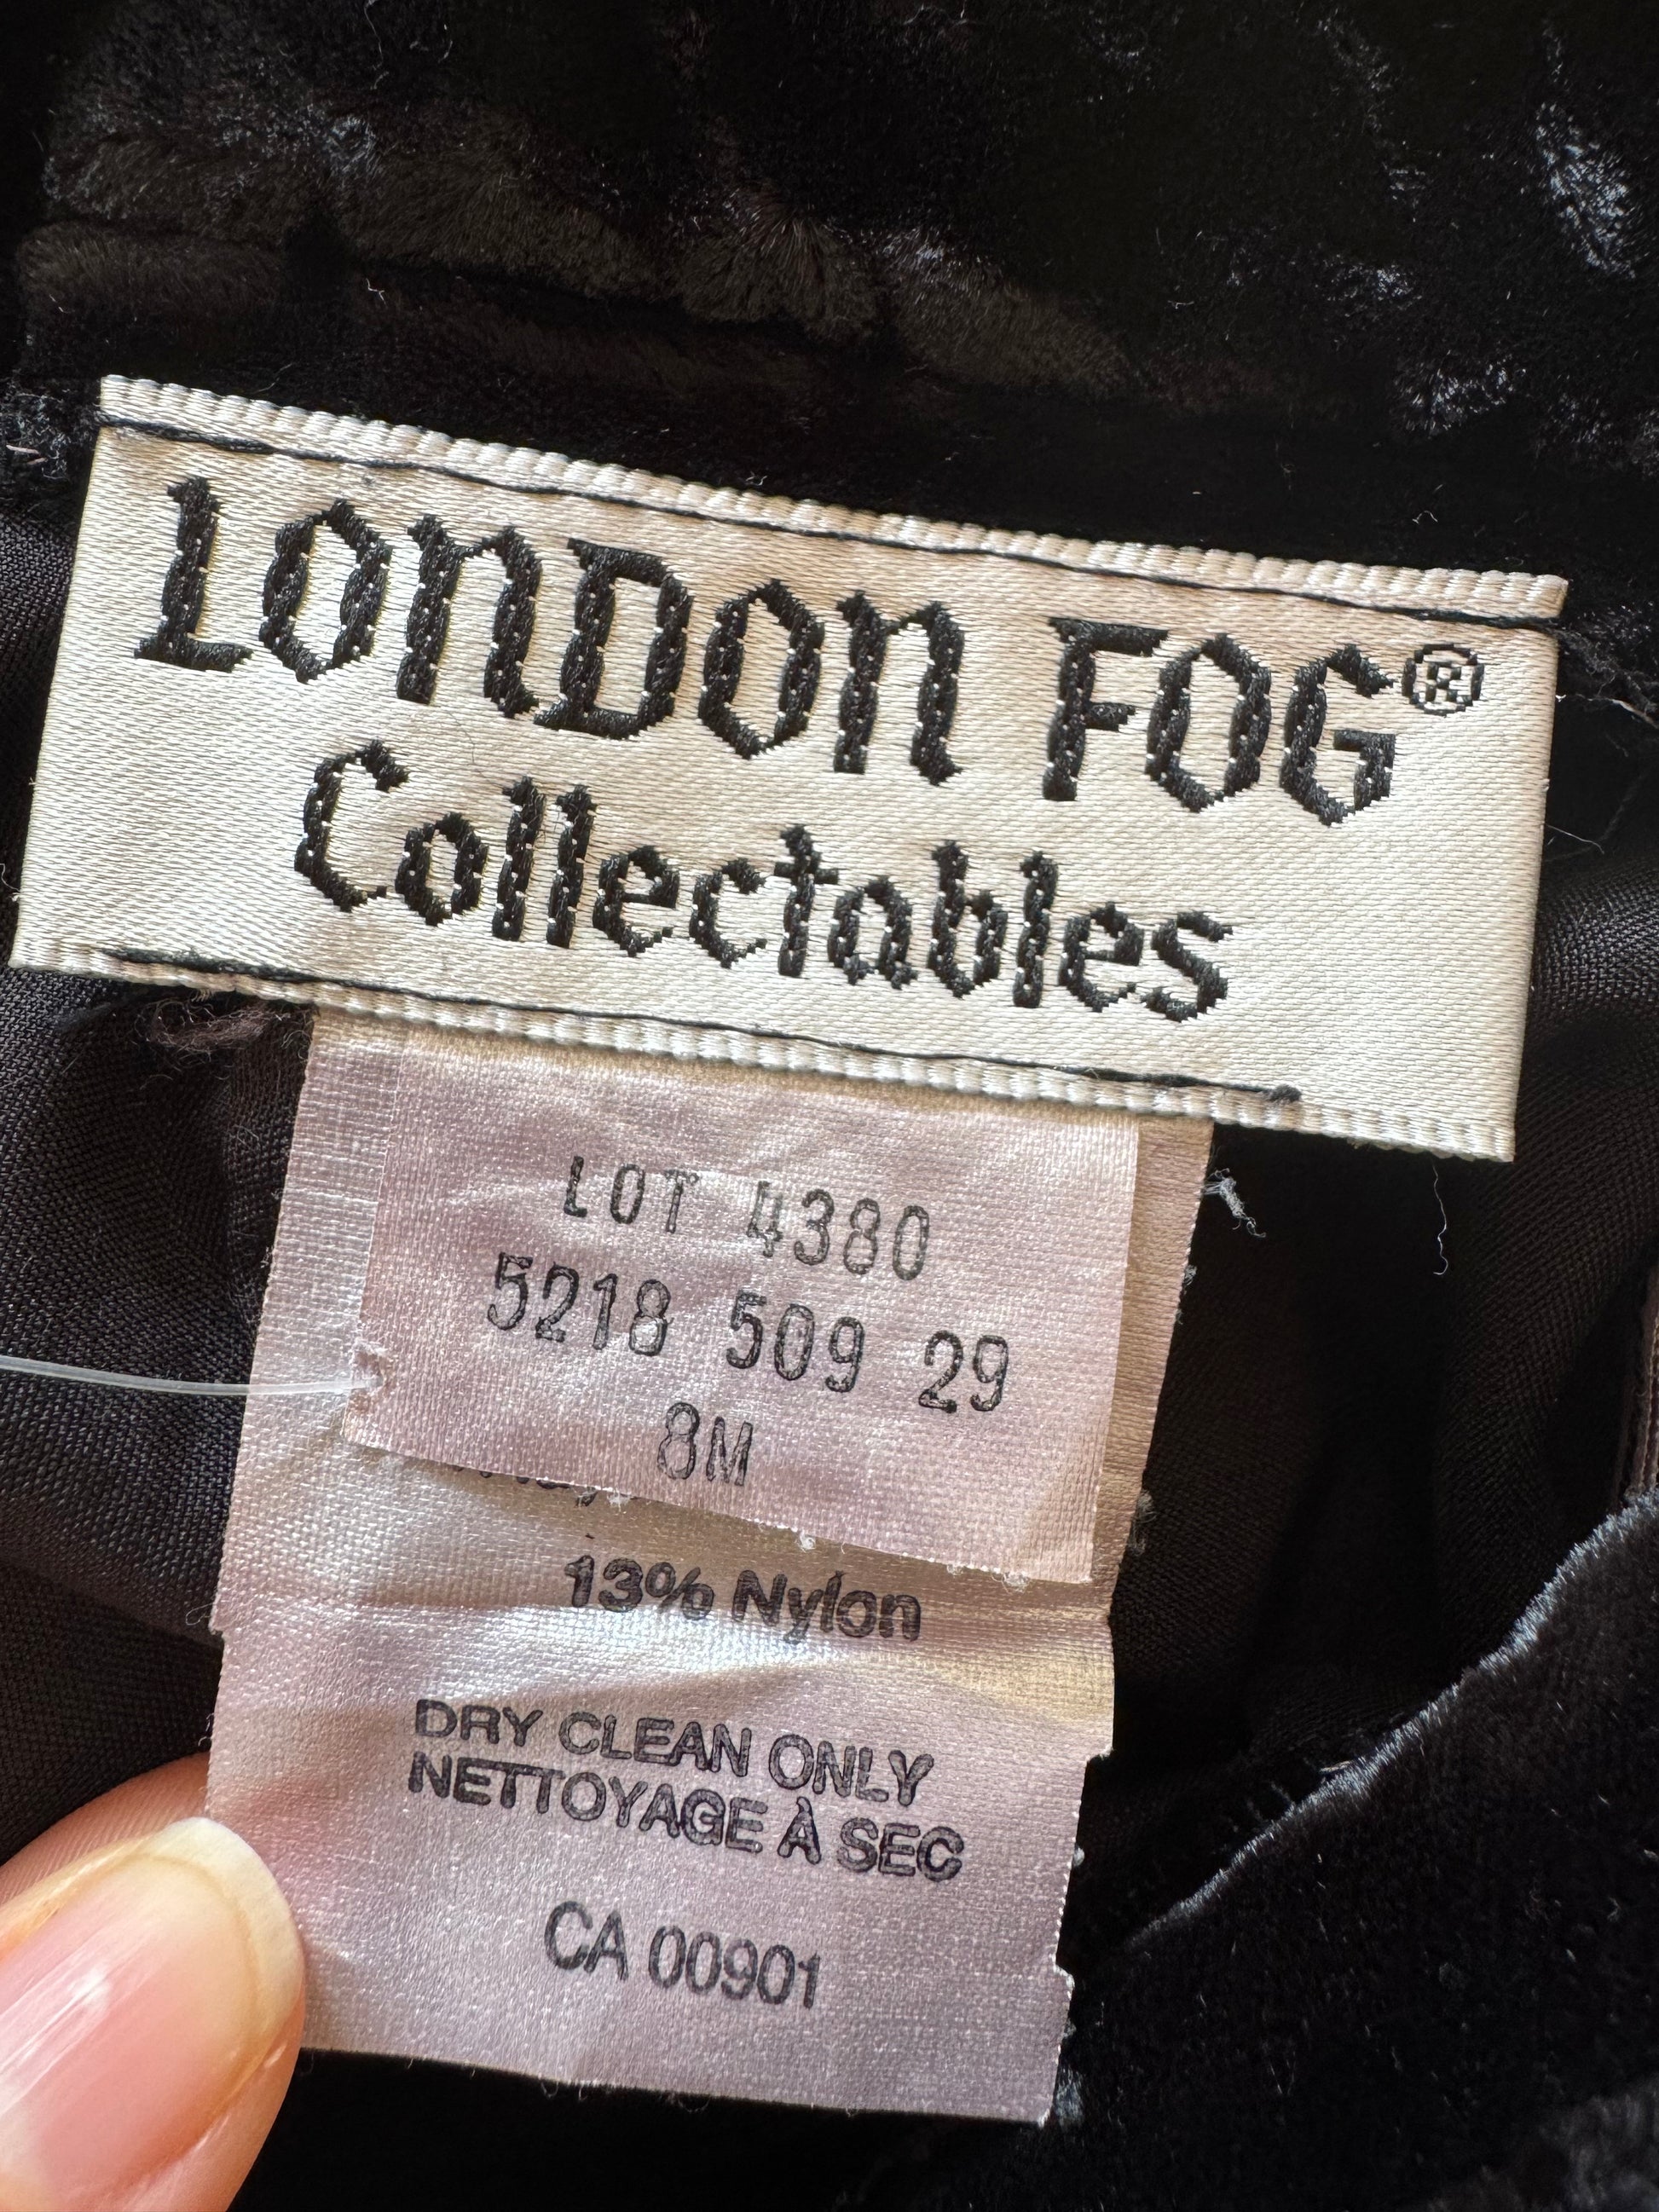 LONDON FOG®
Collectables
LOT 4380
5218 509 29
8M
13% Nylon
DRY CLEAN ONLY
NETTOYAGE À SEC
CA 00901